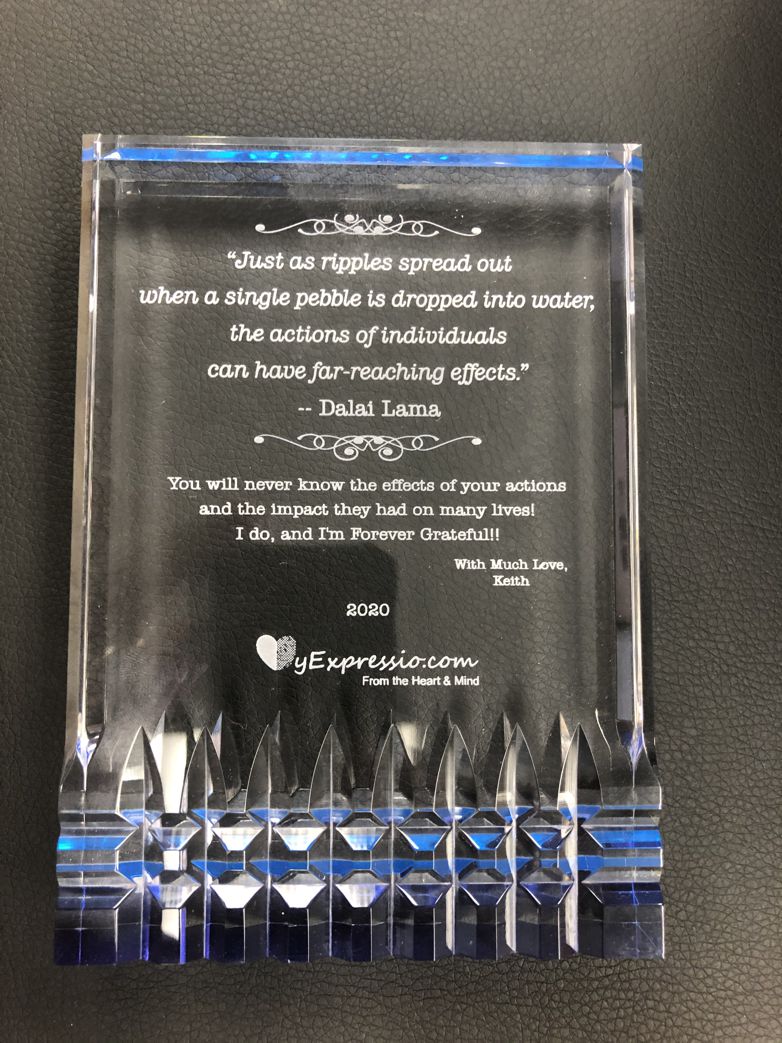 “Just as ripples spread out
when a single pebble is dropped into water,
the actions of individuals
can have far-reaching effects.”
-- Dalai Lama
You will never know the effects of your actions
and the impact they had on many lives!
I do, and I'm Forever Grateful!!
With Much Love,
Keith
2020
yExpressio.com
From the Heart & Mind